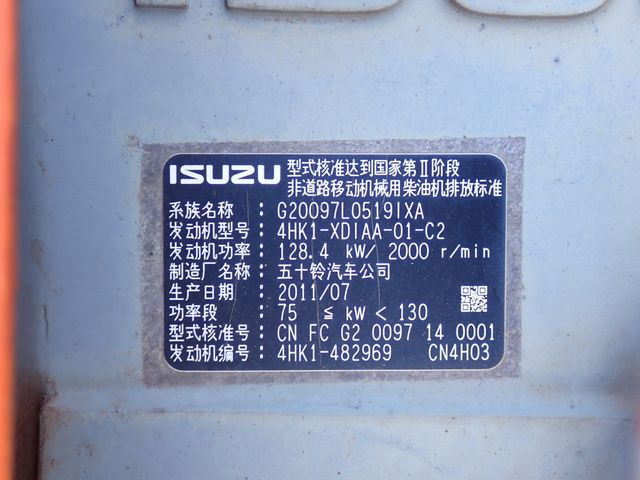 ISUZU 型式核准达到国家第Ⅱ阶段
非道路移动机械用柴油机排放标准
系族名称 : G20097L0519IXA
发动机型号 : 4HK1-XDIAA-01-C2
发动机功率 : 128.4 kW/ 2000 r/min
制造厂名称 : 五十铃汽车公司
生产日期 : 2011/07
功率段 : 75 ≦ kW < 130
型式核准号 : CN FC G2 0097 14 0001
发动机编号 : 4HK1-482969 CN4H03